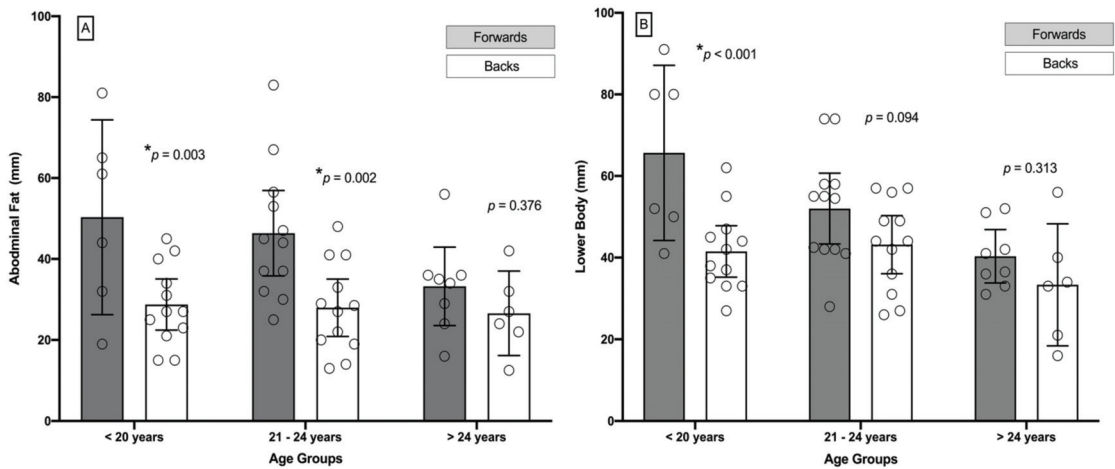 A
Forwards
Backs
100
80
60
40
20
0
Abodminal Fat (mm)
*p = 0.003
*p = 0.002
p = 0.376
< 20 years
21 - 24 years
> 24 years
Age Groups
B
Forwards
Backs
100
80
60
40
20
0
Lower Body (mm)
*p < 0.001
p = 0.094
p = 0.313
< 20 years
21 - 24 years
> 24 years
Age Groups